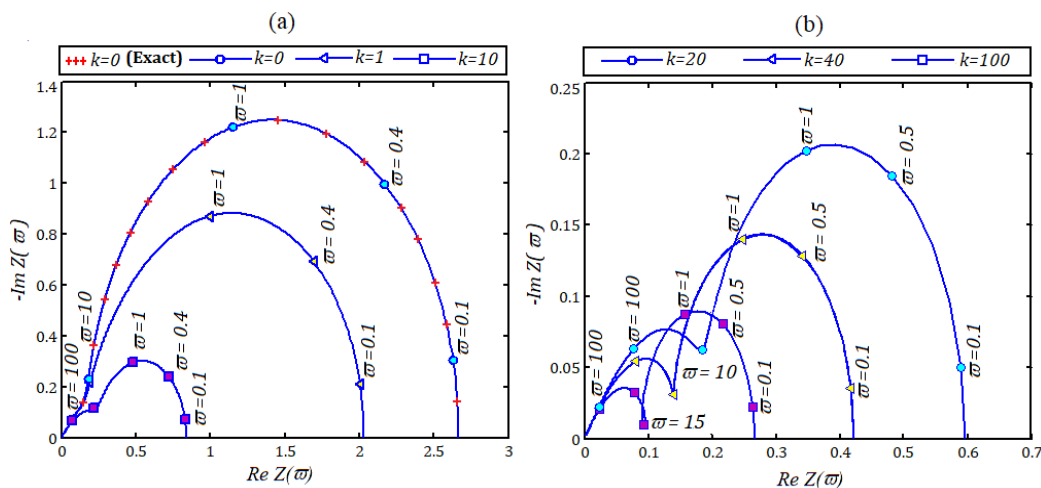 (a)
k=0 (Exact) k=0 k=1 k=10
-Im Z(ϖ)
1.4
1.2
1
0.8
0.6
0.4
0.2
0
0 0.5 1 1.5 2 2.5 3
Re Z(ϖ)
ϖ=1
ϖ= 0.4
ϖ=1
ϖ= 0.4
ϖ=10
ϖ=1
ϖ= 0.4
ϖ=100
ϖ=0.1
ϖ=0.1
ϖ=0.1
(b)
k=20 k=40 k=100
-Im Z(ϖ)
0.25
0.20
0.15
0.1
0.05
0
0 0.1 0.2 0.3 0.4 0.5 0.6 0.7
Re Z(ϖ)
ϖ=1
ϖ= 0.5
ϖ=1
ϖ= 0.5
ϖ=100
ϖ=1
ϖ= 0.5
ϖ=100
ϖ=10
ϖ=0.1
ϖ=0.1
ϖ=0.1
ϖ= 15